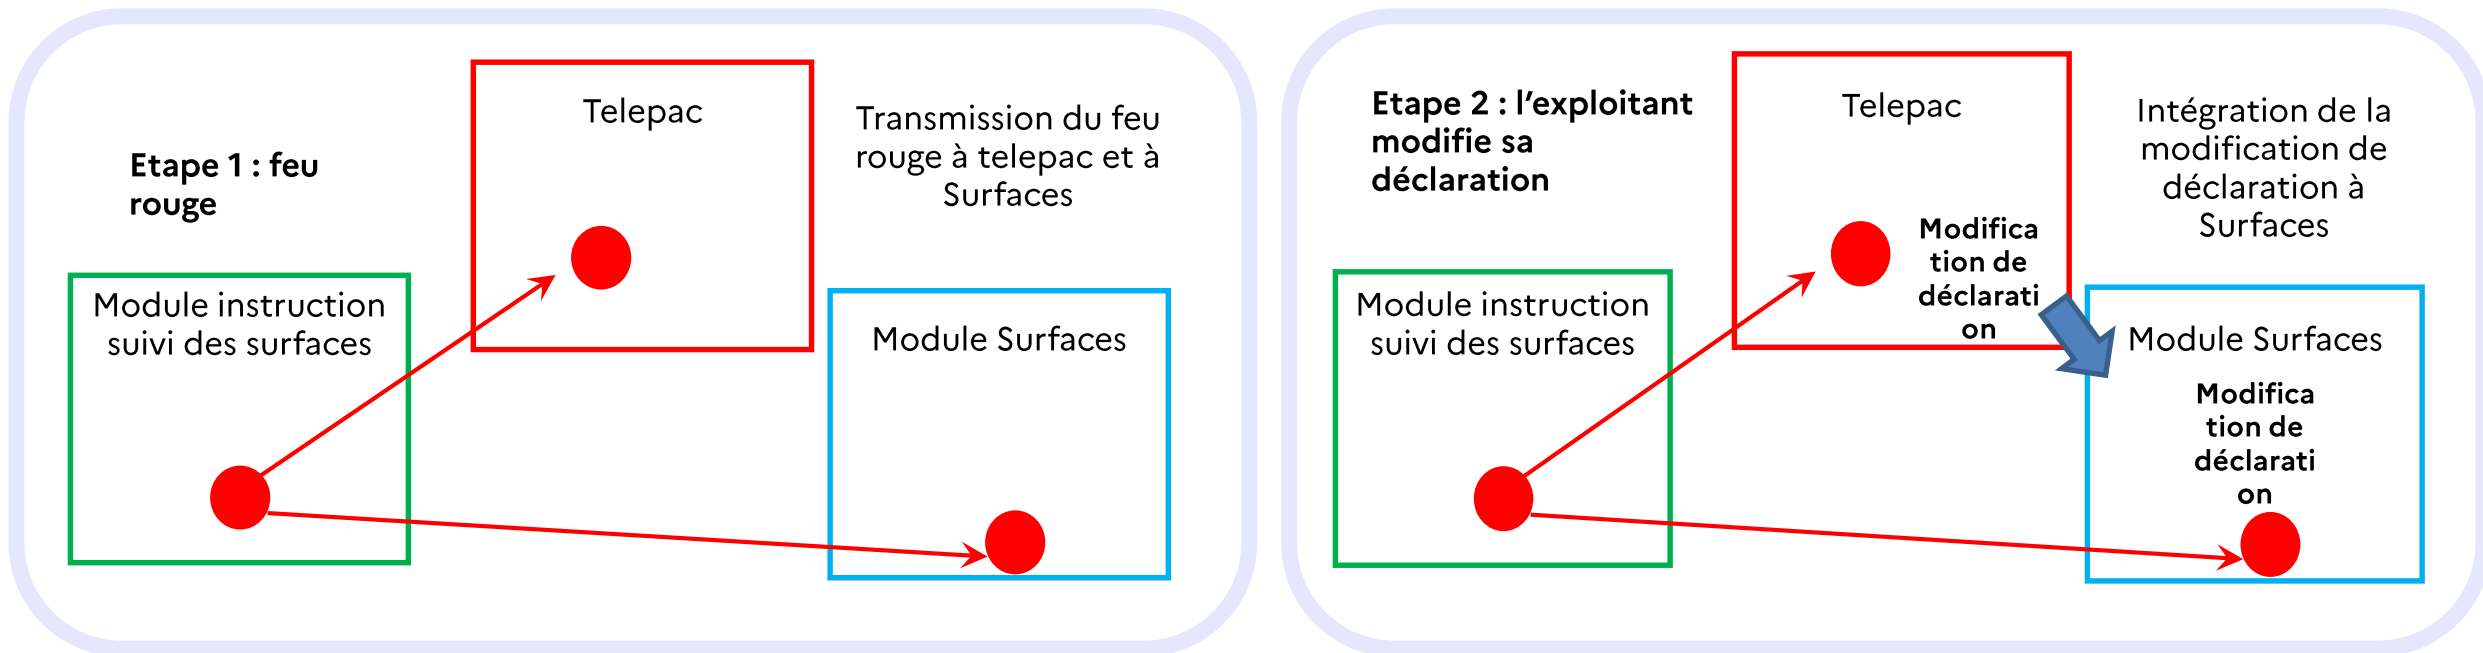 Etape 1 : feu
rouge
Telepac
Transmission du feu
rouge à telepac et à
Surfaces
Module instruction
suivi des surfaces
Module Surfaces
Etape 2 : l’exploitant
modifie sa
déclaration
Telepac
Modifica
tion de
déclarati
on
Intégration de la
modification de
déclaration à
Surfaces
Module instruction
suivi des surfaces
Module Surfaces
Modifica
tion de
déclarati
on